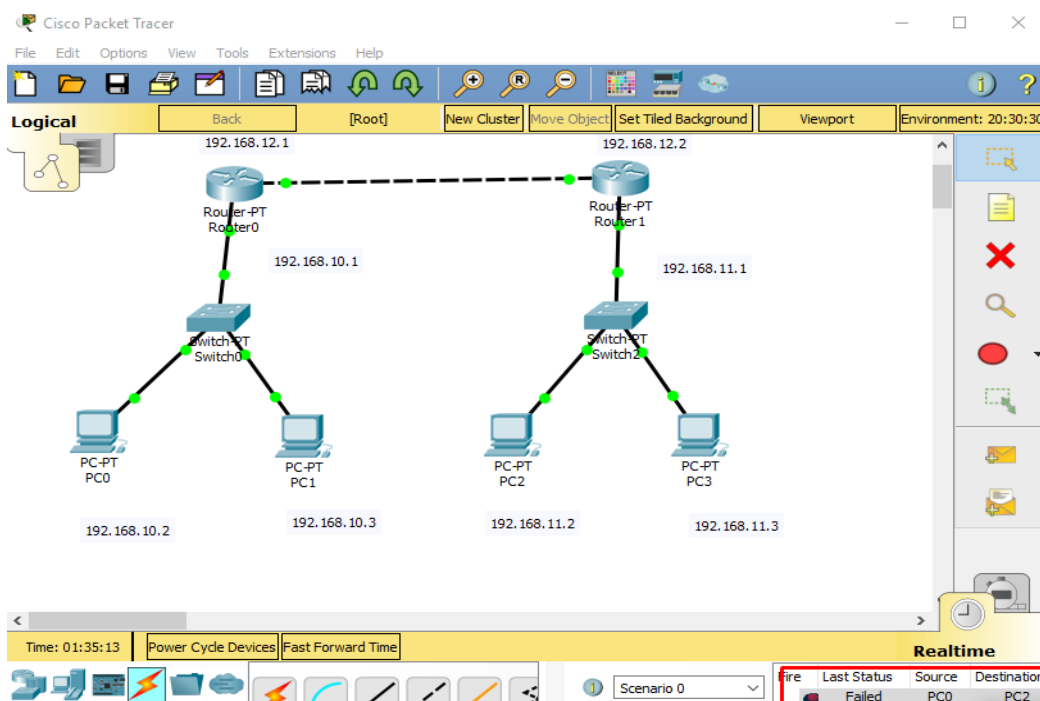 Cisco Packet Tracer
File Edit Options View Tools Extensions Help
Logical Back [Root] New Cluster Move Object Set Tiled Background Viewport Environment: 20:30:30
192.168.12.1 192.168.12.2
Router-PT
Router0
Router-PT
Router1
192.168.10.1
192.168.11.1
Switch-PT
Switch0
Switch-PT
Switch2
PC-PT
PC0
PC-PT
PC1
PC-PT
PC2
PC-PT
PC3
192.168.10.2
192.168.10.3
192.168.11.2
192.168.11.3
Time: 01:35:13 Power Cycle Devices Fast Forward Time
Realtime
Scenario 0
Fire Last Status Source Destination
Failed PC0 PC2